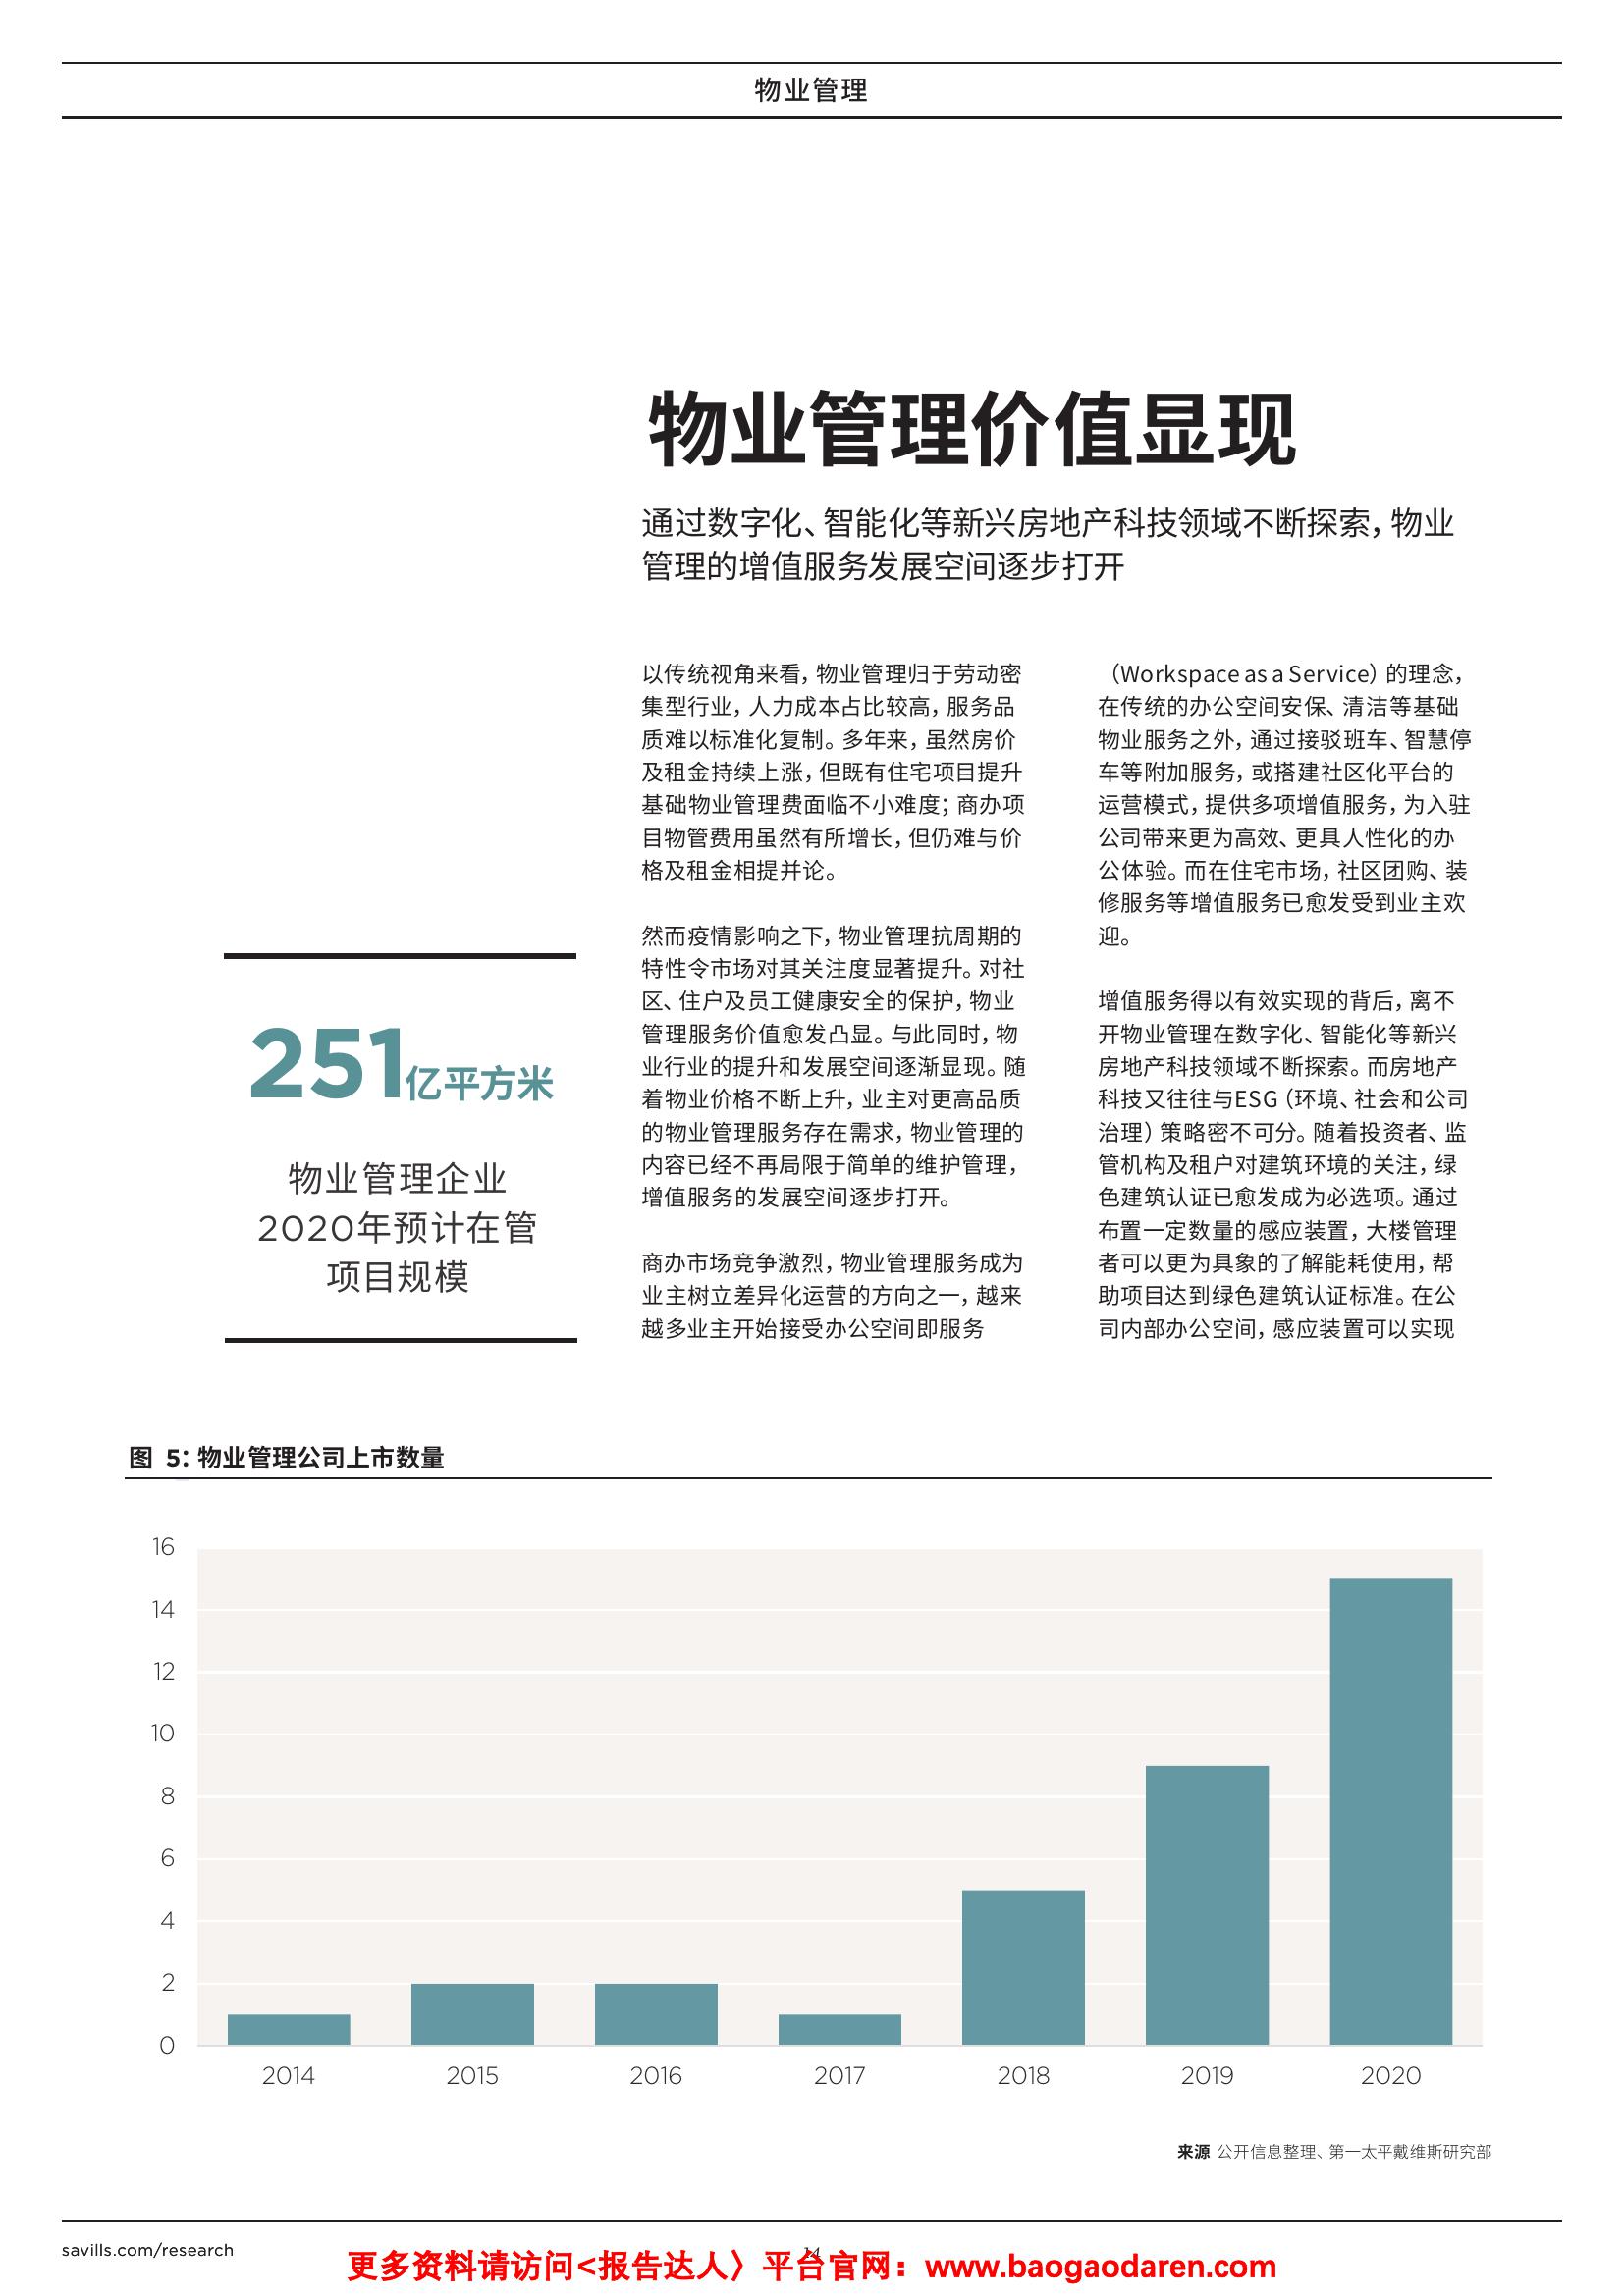 物业管理
物业管理价值显现
通过数字化、智能化等新兴房地产科技领域不断探索，物业
管理的增值服务发展空间逐步打开
以传统视角来看，物业管理归于劳动密
集型行业，人力成本占比较高，服务品
质难以标准化复制。多年来，虽然房价
及租金持续上涨，但既有住宅项目提升
基础物业管理费面临不小难度；商办项
目物管费用虽然有所增长，但仍难与价
格及租金相提并论。
然而疫情影响之下，物业管理抗周期的
特性令市场对其关注度显著提升。对社
区、住户及员工健康安全的保护，物业
管理服务价值愈发凸显。与此同时，物
业行业的提升和发展空间逐渐显现。随
着物业价格不断上升，业主对更高品质
的物业管理服务存在需求，物业管理的
内容已经不再局限于简单的维护管理，
增值服务的发展空间逐步打开。
商办市场竞争激烈，物业管理服务成为
业主树立差异化运营的方向之一，越来
越多业主开始接受办公空间即服务
（Workspace as a Service）的理念，
在传统的办公空间安保、清洁等基础
物业服务之外，通过接驳班车、智慧停
车等附加服务，或搭建社区化平台的
运营模式，提供多项增值服务，为入驻
公司带来更为高效、更具人性化的办
公体验。而在住宅市场，社区团购、装
修服务等增值服务已愈发受到业主欢
迎。
增值服务得以有效实现的背后，离不
开物业管理在数字化、智能化等新兴
房地产科技领域不断探索。而房地产
科技又往往与ESG（环境、社会和公司
治理）策略密不可分。随着投资者、监
管机构及租户对建筑环境的关注，绿
色建筑认证已愈发成为必选项。通过
布置一定数量的感应装置，大楼管理
者可以更为具象的了解能耗使用，帮
助项目达到绿色建筑认证标准。在公
司内部办公空间，感应装置可以实现
251亿平方米
物业管理企业
2020年预计在管
项目规模
图 5：物业管理公司上市数量
16
14
12
10
8
6
4
2
0
2014 2015 2016 2017 2018 2019 2020
来源 公开信息整理、第一太平戴维斯研究部
savills.com/research
14
更多资料请访问<报告达人〉平台官网：www.baogaodaren.com